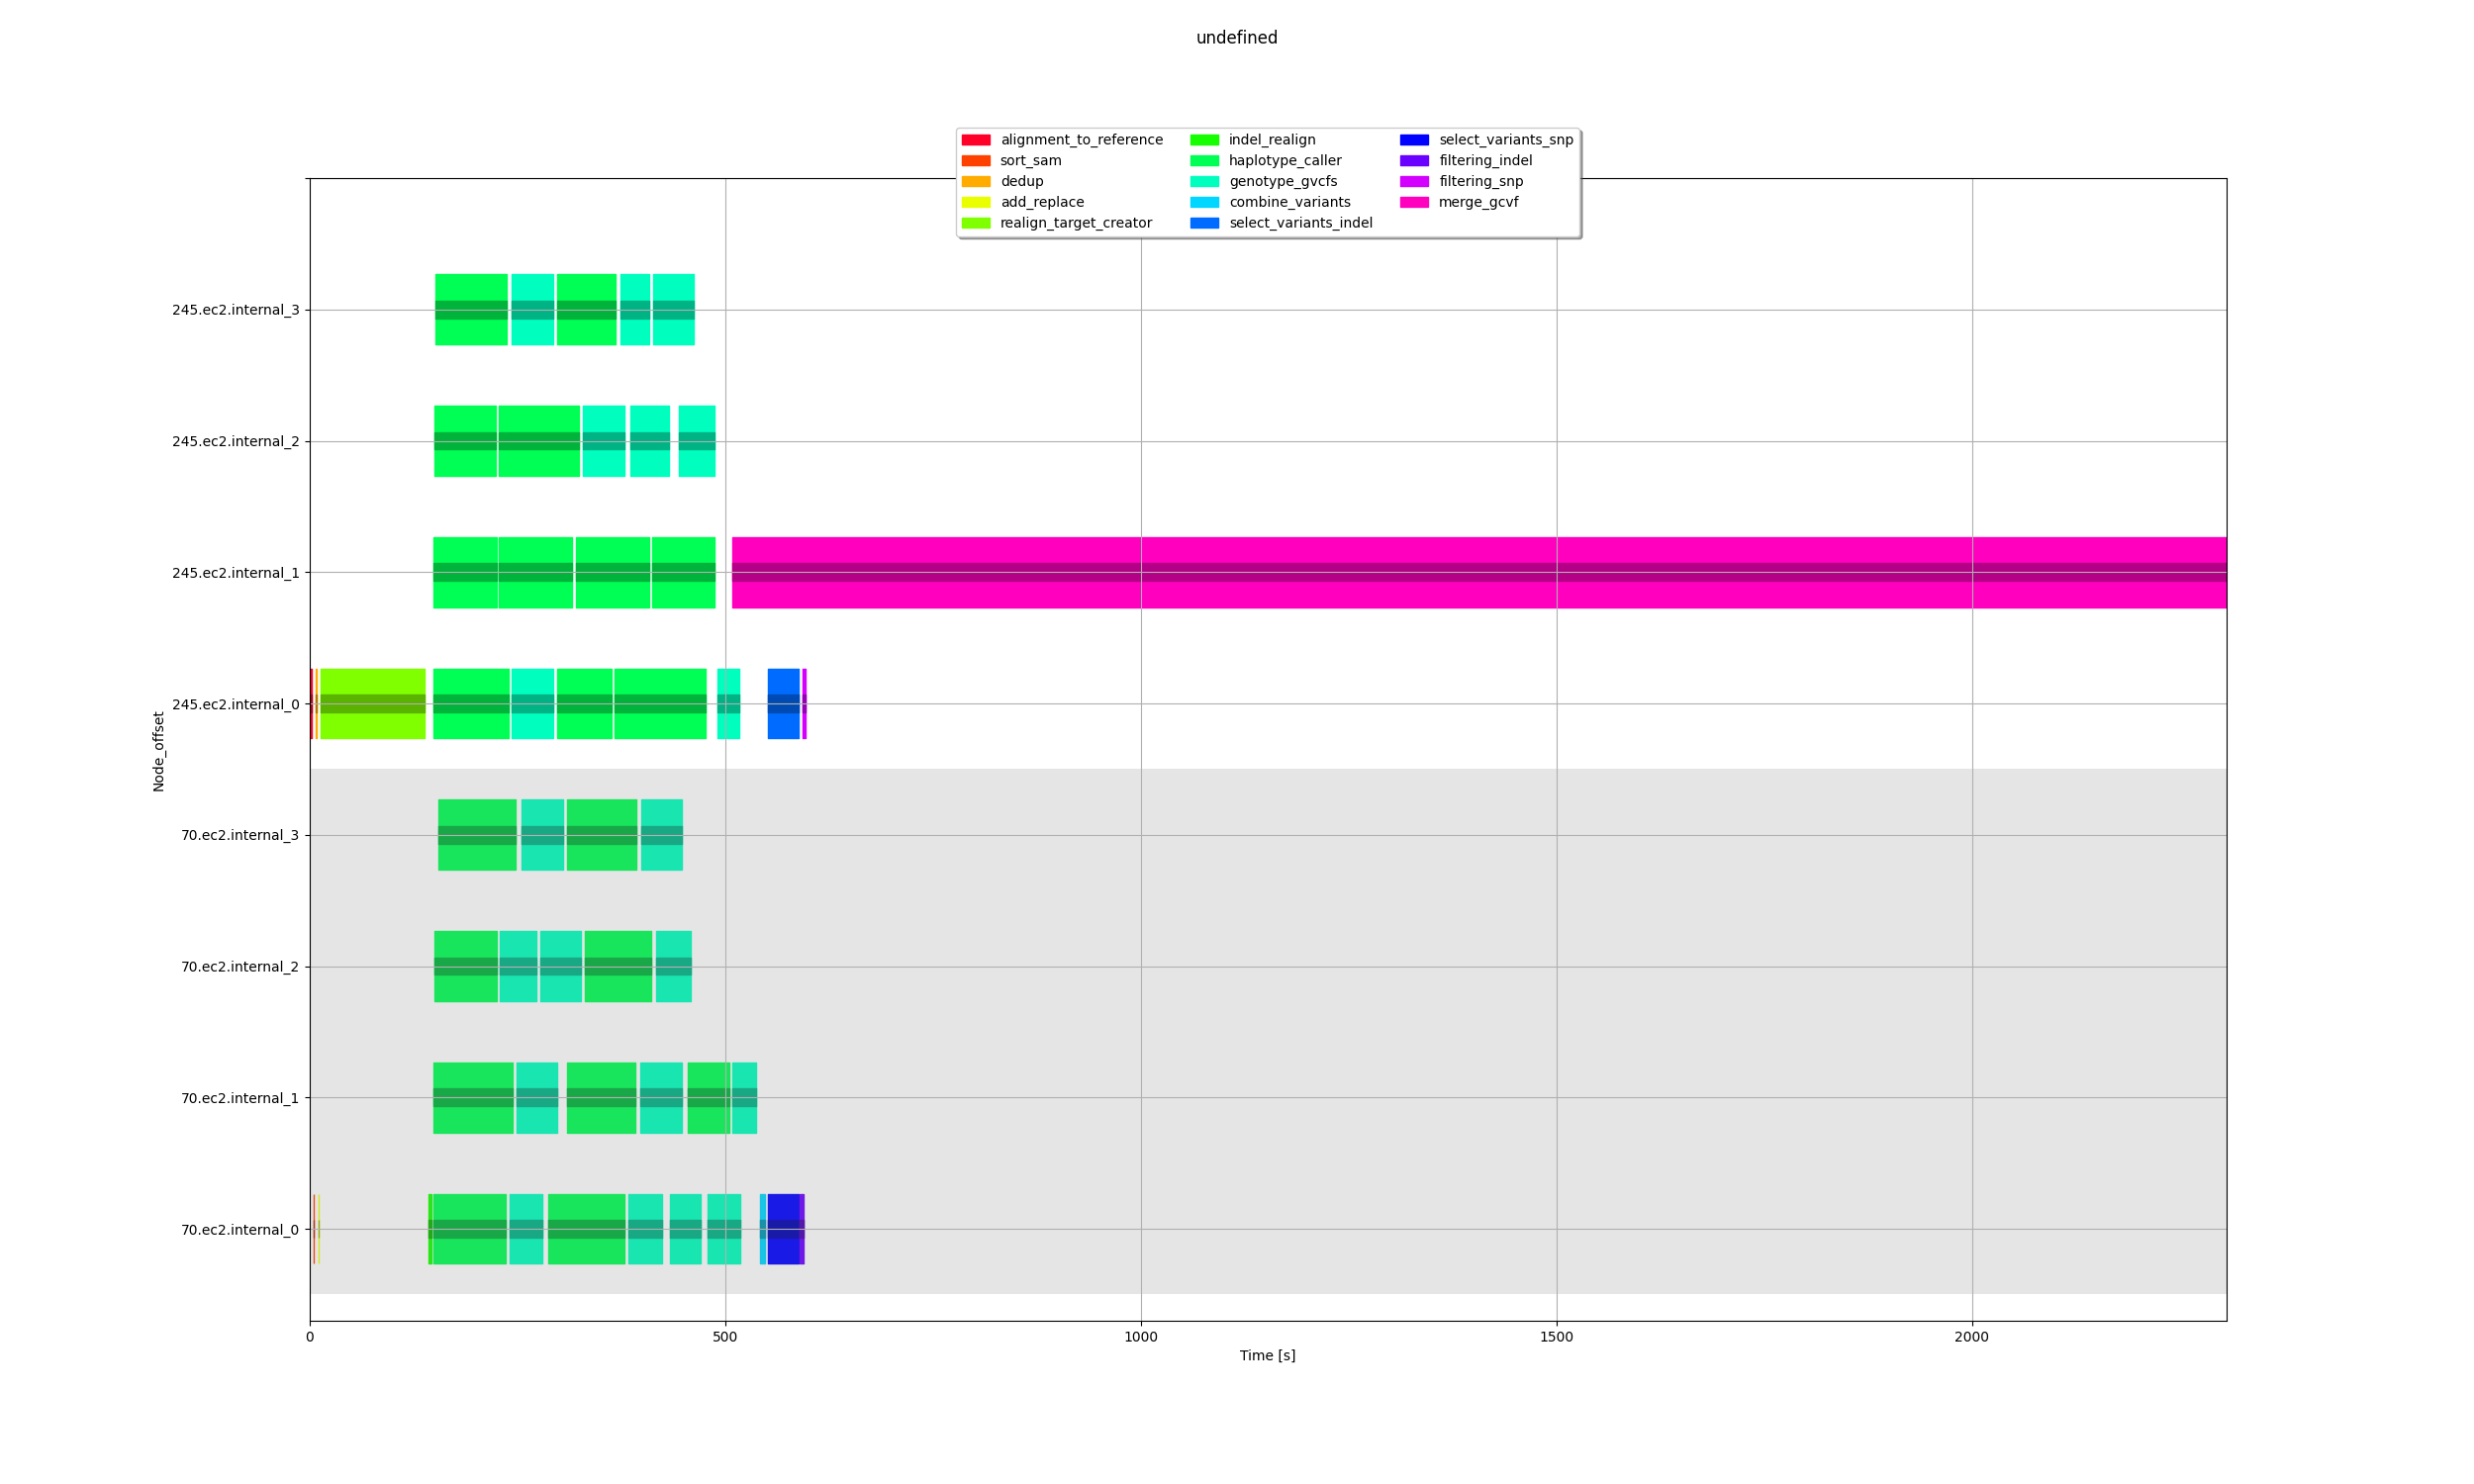 undefined
alignment_to_reference
sort_sam
dedup
add_replace
realign_target_creator
indel_realign
haplotype_caller
genotype_gvcfs
combine_variants
select_variants_indel
select_variants_snp
filtering_indel
filtering_snp
merge_gcvf
Node_offset
245.ec2.internal_3
245.ec2.internal_2
245.ec2.internal_1
245.ec2.internal_0
70.ec2.internal_3
70.ec2.internal_2
70.ec2.internal_1
70.ec2.internal_0
0 500 1000 1500 2000
Time [s]